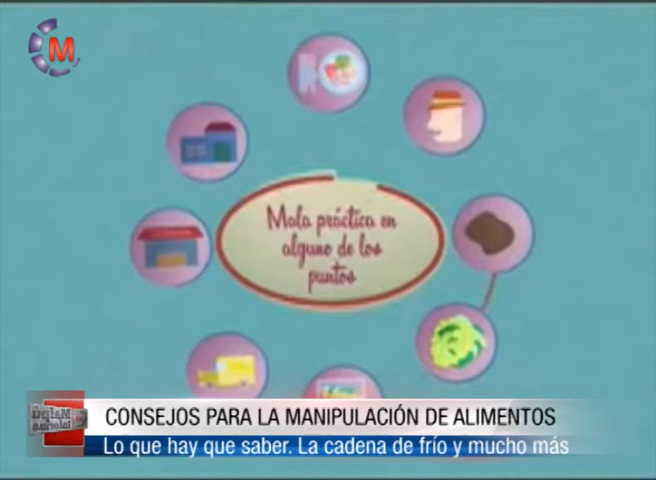 M
Mala práctica en
alguno de los
puntos
CONSEJOS PARA LA MANIPULACIÓN DE ALIMENTOS
Lo que hay que saber. La cadena de frío y mucho más